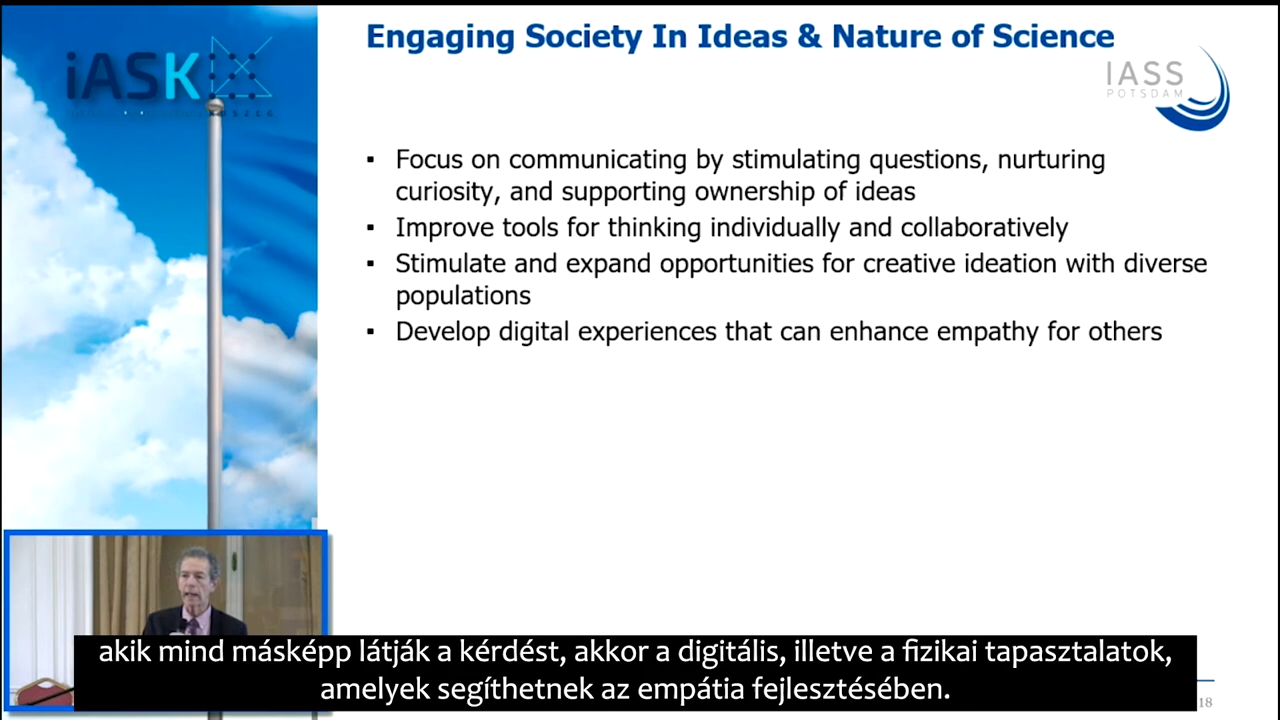 Engaging Society In Ideas & Nature of Science
iASK
KOSZEG
IASS
POTSDAM
▪ Focus on communicating by stimulating questions, nurturing
curiosity, and supporting ownership of ideas
▪ Improve tools for thinking individually and collaboratively
▪ Stimulate and expand opportunities for creative ideation with diverse
populations
▪ Develop digital experiences that can enhance empathy for others
akik mind másképp látják a kérdést, akkor a digitális, illetve a fizikai tapasztalatok,
amelyek segíthetnek az empátia fejlesztésében.
18